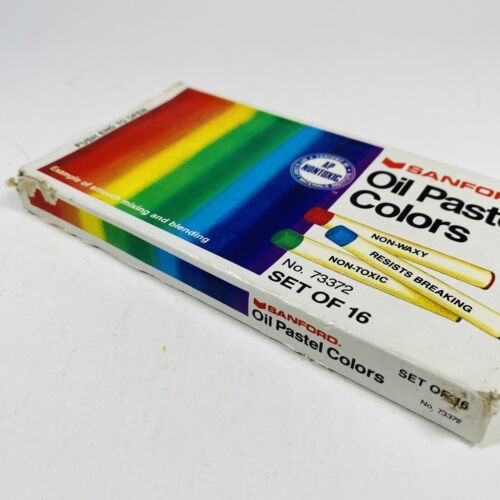 PUSH END TO OPEN
Example of smooth mixing and blending
AP
NONTOXIC
SANFORD
Oil Pastel
Colors
NON-WAXY
RESISTS BREAKING
NON-TOXIC
No. 73372
SET OF 16
SANFORD.
Oil Pastel Colors
SET OF 16
No. 73372